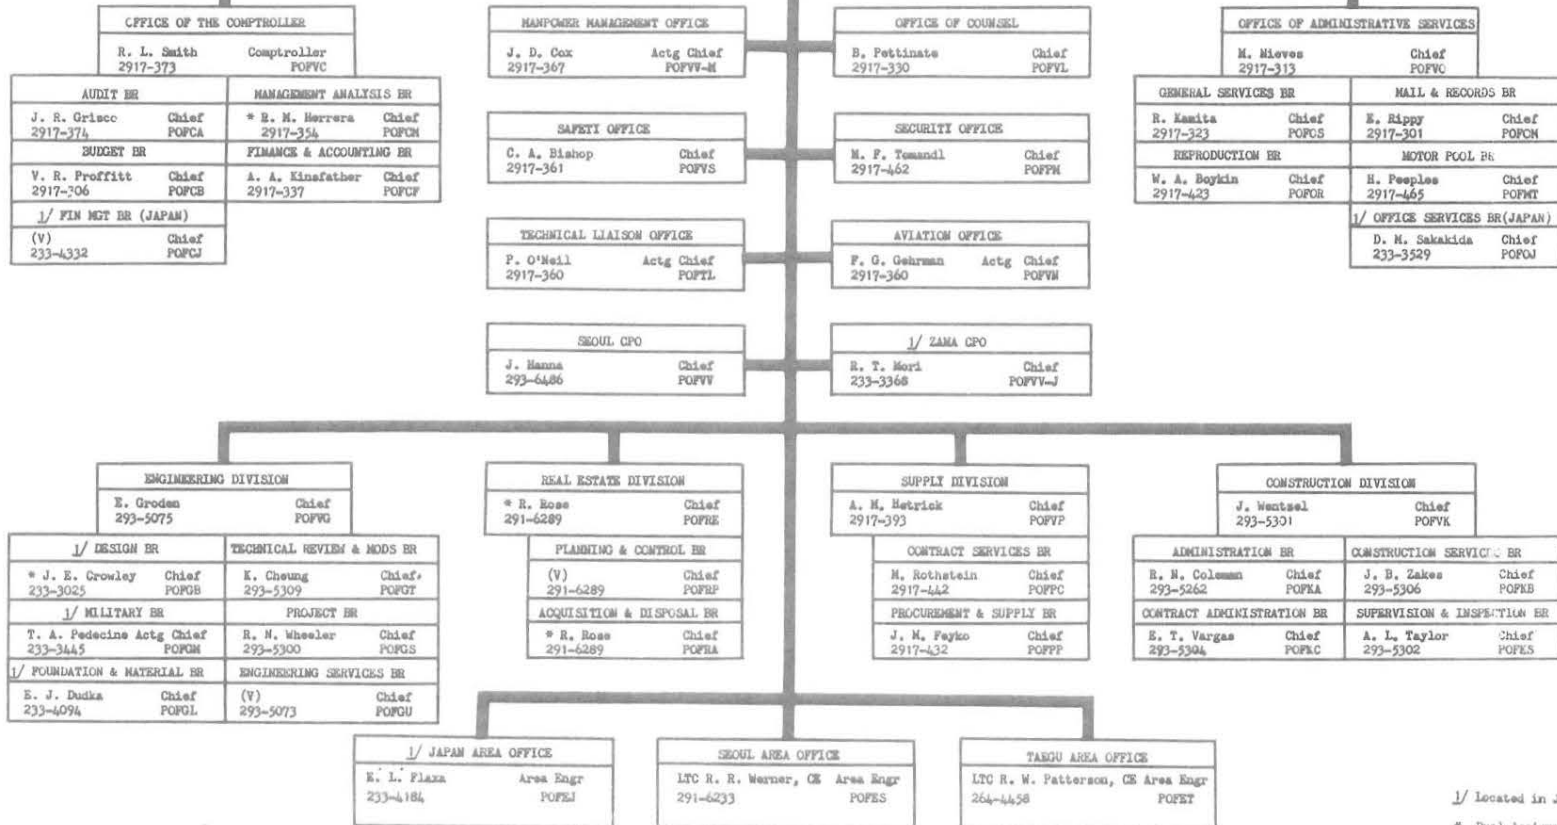 OFFICE OF THE COMPTROLLER
R. L. Smith Comptroller
2917-373 POFVC
AUDIT BR
J. R. Grisco Chief
2917-374 POFCA
MANAGEMENT ANALYSIS BR
* E. M. Herrera Chief
2917-354 POFCM
BUDGET BR
V. R. Proffitt Chief
2917-306 POFCB
FINANCE & ACCOUNTING BR
A. A. Kinsfather Chief
2917-337 POFCF
1/ FIN MGT BR (JAPAN)
(V) Chief
233-4332 POFCJ
MANPOWER MANAGEMENT OFFICE
J. D. Cox Actg Chief
2917-367 POFVV-M
OFFICE OF COUNSEL
B. Pettinato Chief
2917-330 POFVL
SAFETY OFFICE
C. A. Bishop Chief
2917-361 POFVS
SECURITY OFFICE
M. F. Tomandl Chief
2917-462 POFPM
TECHNICAL LIAISON OFFICE
P. O'Neil Actg Chief
2917-360 POFTL
AVIATION OFFICE
F. G. Gehrman Actg Chief
2917-360 POFVN
SEOUL CPO
J. Hanna Chief
293-6486 POFVV
1/ ZAMA CPO
R. T. Mori Chief
233-3368 POFVV-J
OFFICE OF ADMINISTRATIVE SERVICES
M. Nieves Chief
2917-313 POFVO
GENERAL SERVICES BR
R. Kamita Chief
2917-323 POFOS
MAIL & RECORDS BR
E. Rippy Chief
2917-301 POFOM
REPRODUCTION BR
W. A. Boykin Chief
2917-423 POFOR
MOTOR POOL BR
H. Peeples Chief
2917-465 POFMT
1/ OFFICE SERVICES BR(JAPAN)
D. M. Sakakida Chief
233-3529 POFOJ
ENGINEERING DIVISION
E. Groden Chief
293-5075 POFVG
1/ DESIGN BR
* J. E. Crowley Chief
233-3025 POFGB
TECHNICAL REVIEW & MODS BR
K. Cheung Chief
293-5309 POFGT
1/ MILITARY BR
T. A. Pedecine Actg Chief
233-3445 POFGM
PROJECT BR
R. N. Wheeler Chief
293-5300 POFGS
1/ FOUNDATION & MATERIAL BR
E. J. Dudka Chief
233-4094 POFGL
ENGINEERING SERVICES BR
(V) Chief
293-5073 POFGU
REAL ESTATE DIVISION
* R. Rose Chief
291-6289 POFRE
PLANNING & CONTROL BR
(V) Chief
291-6289 POFRP
ACQUISITION & DISPOSAL BR
* R. Rose Chief
291-6289 POFRA
SUPPLY DIVISION
A. M. Hetrick Chief
2917-393 POFVP
CONTRACT SERVICES BR
M. Rothstein Chief
2917-442 POFPC
PROCUREMENT & SUPPLY BR
J. M. Feyko Chief
2917-432 POFPP
CONSTRUCTION DIVISION
J. Wentsel Chief
293-5301 POFVK
ADMINISTRATION BR
R. N. Coleman Chief
293-5262 POFKA
CONSTRUCTION SERVICES BR
J. B. Zakes Chief
293-5306 POFKB
CONTRACT ADMINISTRATION BR
E. T. Vargas Chief
293-5304 POFKC
SUPERVISION & INSPECTION BR
A. L. Taylor Chief
293-5302 POFES
1/ JAPAN AREA OFFICE
E. L. Flaxa Area Engr
233-4184 POFEJ
SEOUL AREA OFFICE
LTC R. R. Werner, CE Area Engr
291-6233 POFES
TAEGU AREA OFFICE
LTC R. W. Patterson, CE Area Engr
264-4458 POFET
1/ Located in J